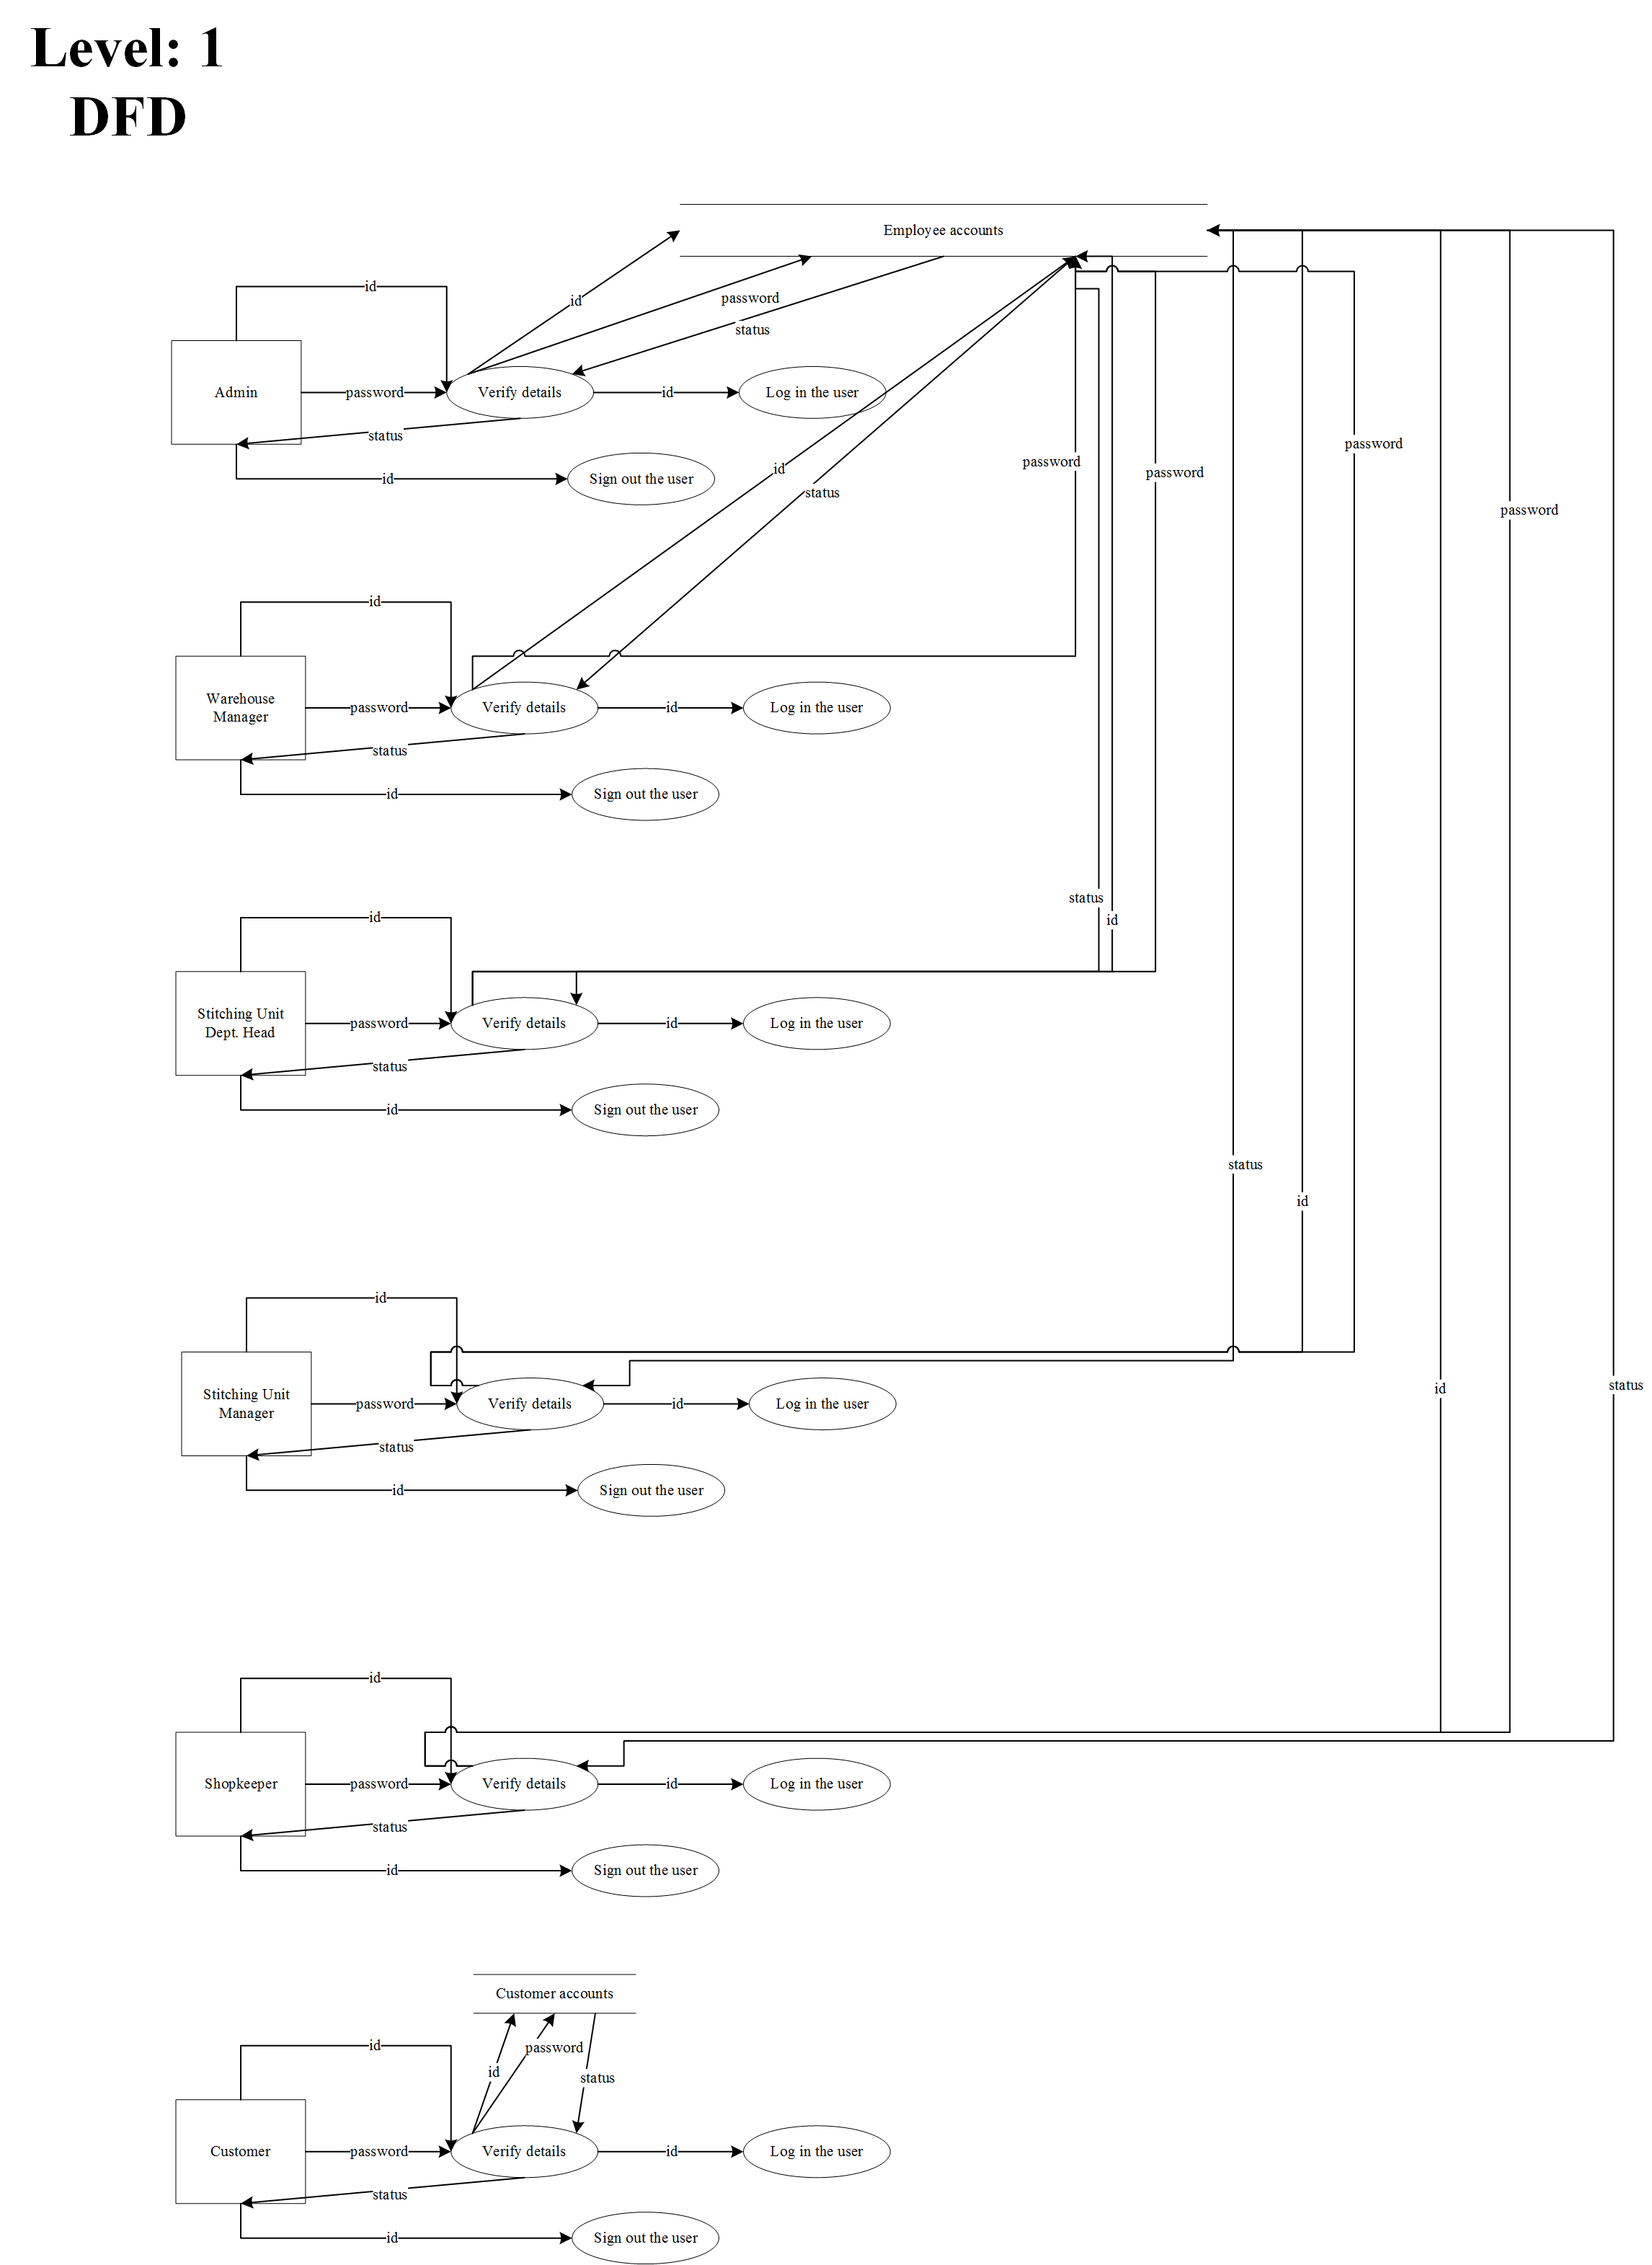 Level: 1
DFD
Employee accounts
id
id
password
status
Admin
password
Verify details
id
Log in the user
status
id
Sign out the user
id
status
password
password
password
password
id
Warehouse
Manager
password
Verify details
id
Log in the user
status
id
Sign out the user
status
id
id
Stitching Unit
Dept. Head
password
Verify details
id
Log in the user
status
id
Sign out the user
status
id
id
status
id
Stitching Unit
Manager
password
Verify details
id
Log in the user
status
id
Sign out the user
id
Shopkeeper
password
Verify details
id
Log in the user
status
id
Sign out the user
Customer accounts
id
password
id
status
Customer
password
Verify details
id
Log in the user
status
id
Sign out the user